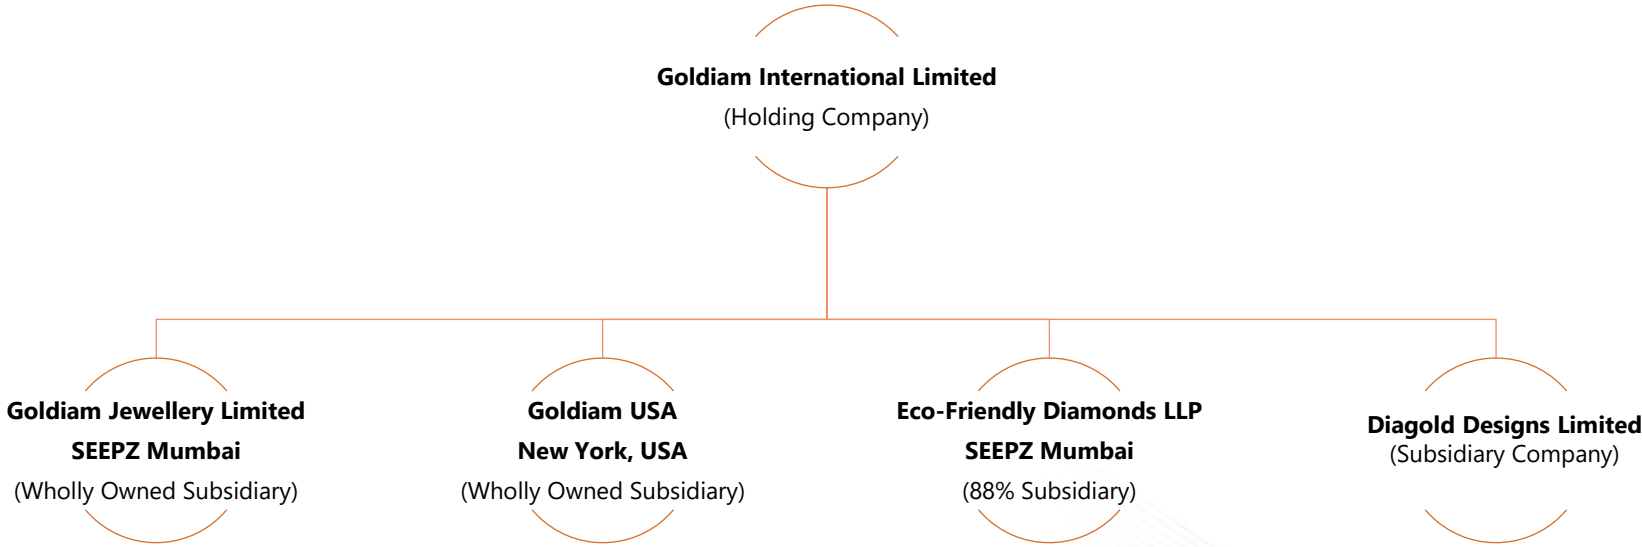 Goldiam International Limited
(Holding Company)
Goldiam Jewellery Limited
SEEPZ Mumbai
(Wholly Owned Subsidiary)
Goldiam USA
New York, USA
(Wholly Owned Subsidiary)
Eco-Friendly Diamonds LLP
SEEPZ Mumbai
(88% Subsidiary)
Diagold Designs Limited
(Subsidiary Company)